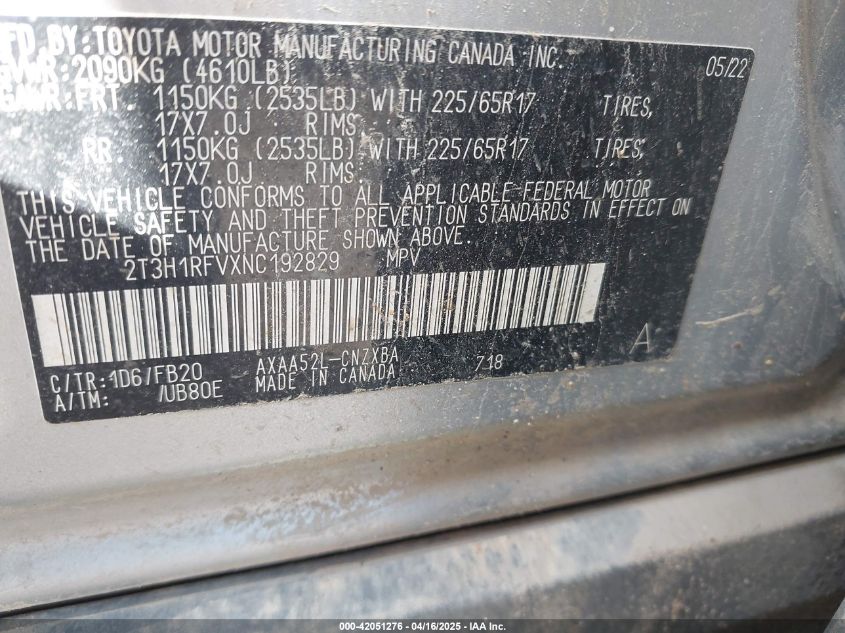 MFD BY:TOYOTA MOTOR MANUFACTURING CANADA INC.
GVWR:2090KG (4610LB) 05/22
GAWR:FRT. 1150KG (2535LB) WITH 225/65R17 TIRES,
17X7.0J RIMS,
RR. 1150KG (2535LB) WITH 225/65R17 TIRES,
17X7.0J RIMS.
THIS VEHICLE CONFORMS TO ALL APPLICABLE FEDERAL MOTOR
VEHICLE SAFETY AND THEFT PREVENTION STANDARDS IN EFFECT ON
THE DATE OF MANUFACTURE SHOWN ABOVE.
2T3H1RFVXNC192829 MPV
C/TR:1D6/FB20 AXAA52L-CNZXBA 718 A
A/TM: /UB80E MADE IN CANADA
000-42051276 - 04/16/2025 - IAA Inc.